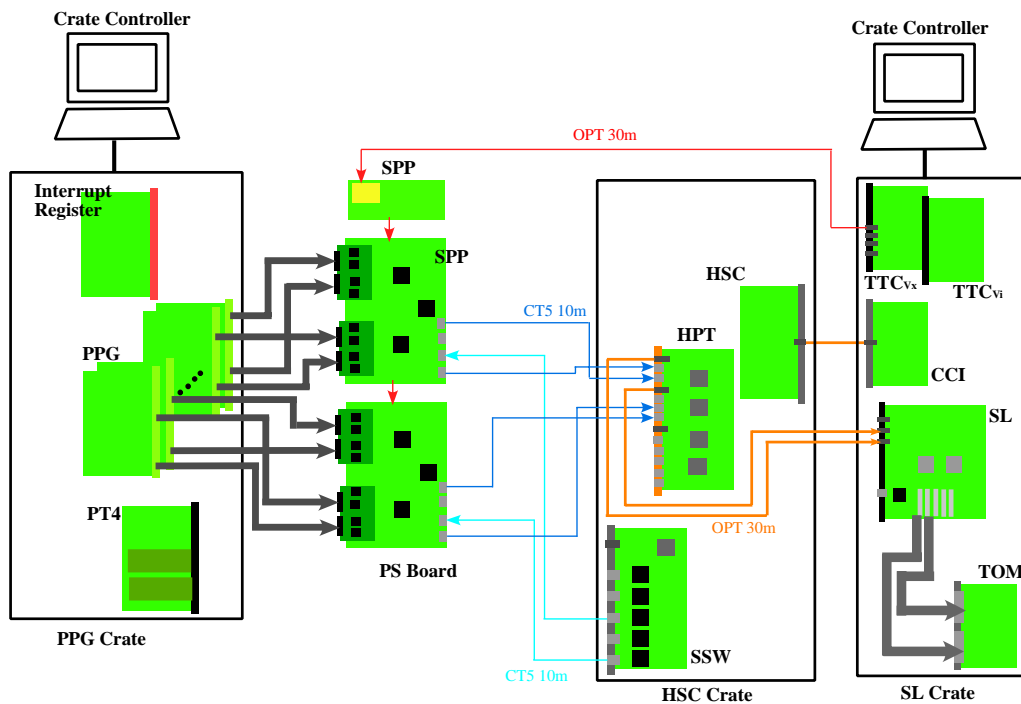 Crate Controller
Crate Controller
OPT 30m
SPP
Interrupt
Register
SPP
HSC
TTCVx
TTCVi
CT5 10m
HPT
PPG
CCI
SL
PT4
OPT 30m
PS Board
TOM
PPG Crate
SSW
CT5 10m
HSC Crate
SL Crate